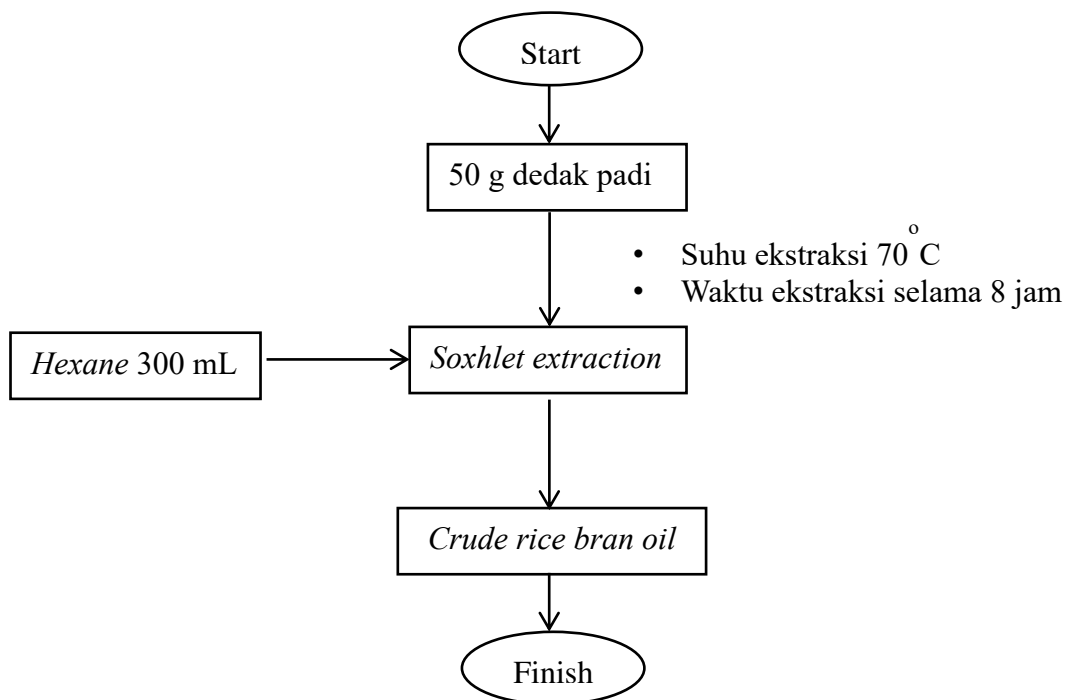 Start
50 g dedak padi
• Suhu ekstraksi 70°C
• Waktu ekstraksi selama 8 jam
Hexane 300 mL
Soxhlet extraction
Crude rice bran oil
Finish